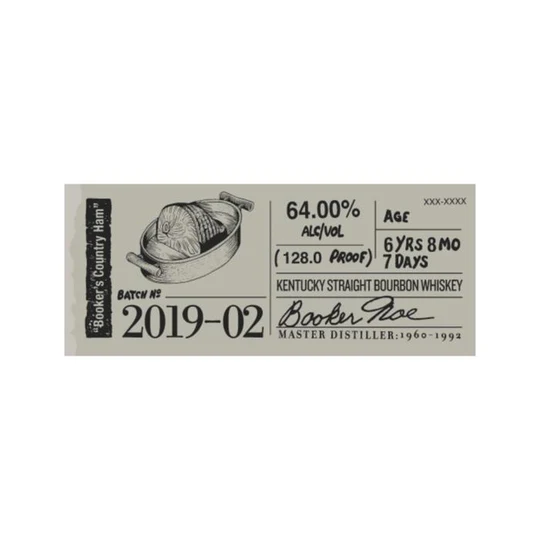 "Booker's Country Ham"
BATCH Nº
2019-02
64.00%
ALC/VOL
(128.0 PROOF)
XXX-XXXX
AGE
6 YRS 8 MO
7 DAYS
KENTUCKY STRAIGHT BOURBON WHISKEY
Booker Noe
MASTER DISTILLER: 1960-1992